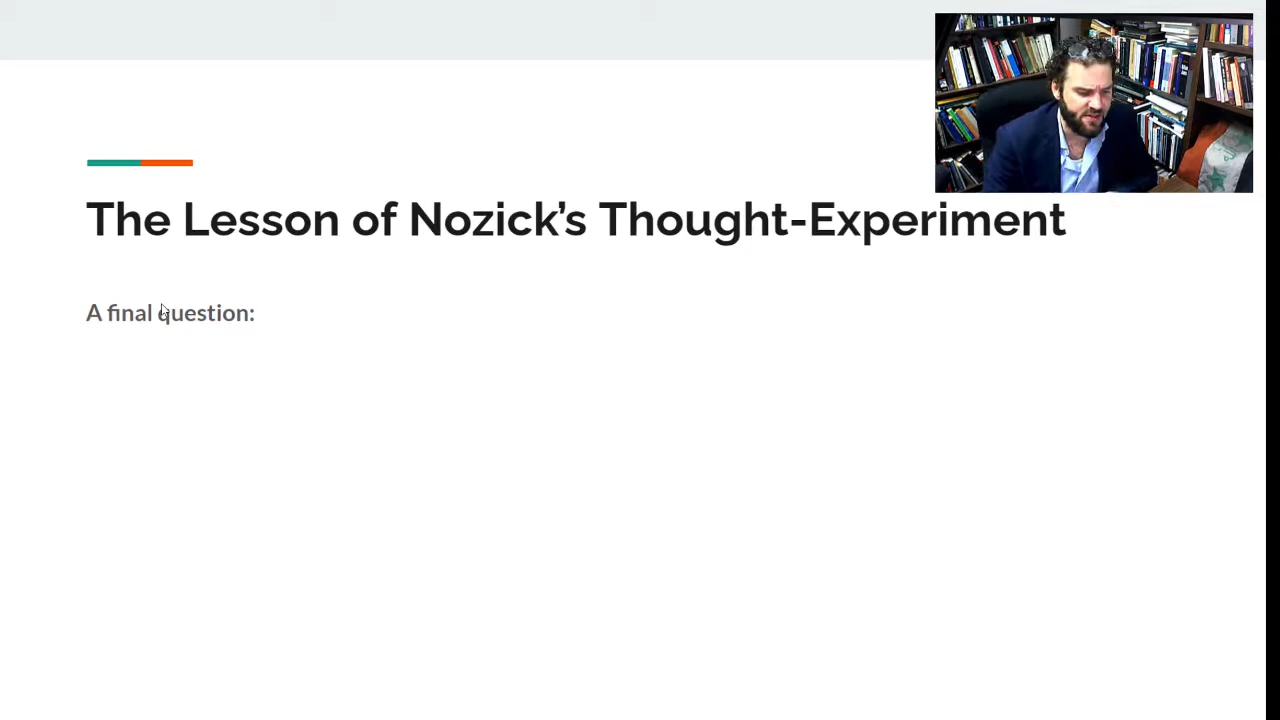 The Lesson of Nozick’s Thought-Experiment
A final question: